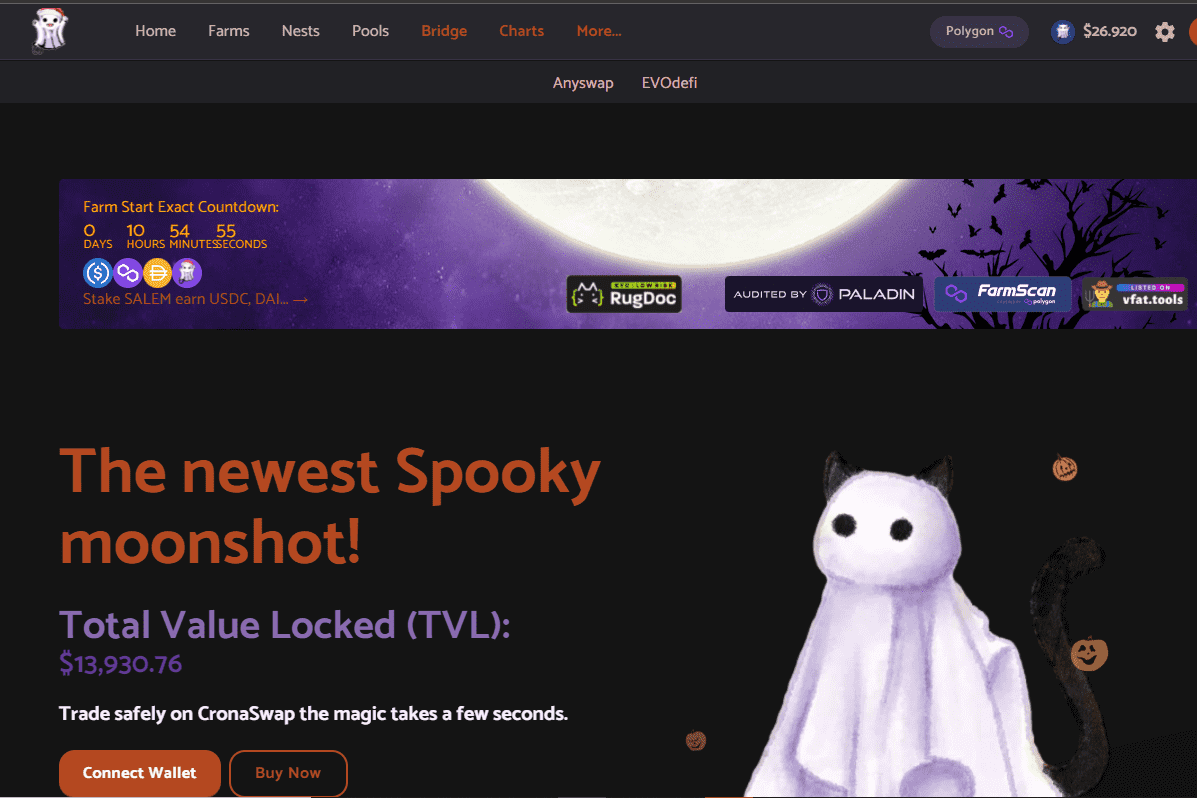 Home Farms Nests Pools Bridge Charts More... Polygon $26.920
Anyswap EVOdefi
Farm Start Exact Countdown:
0 10 54 55
DAYS HOURS MINUTES SECONDS
Stake SALEM earn USDC, DAI... →
KYC // LOW RISK
RugDoc
AUDITED BY PALADIN
FarmScan
polygon
LISTED ON
vfat.tools
The newest Spooky
moonshot!
Total Value Locked (TVL):
$13,930.76
Trade safely on CronaSwap the magic takes a few seconds.
Connect Wallet Buy Now